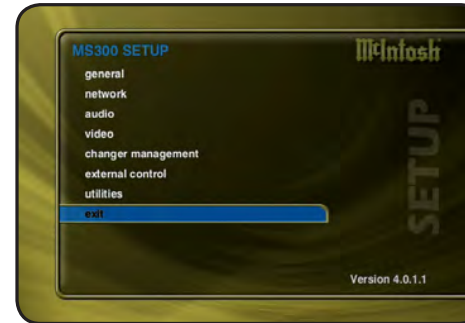 MS300 SETUP
McIntosh
general
network
audio
video
changer management
external control
utilities
exit
SETUP
Version 4.0.1.1